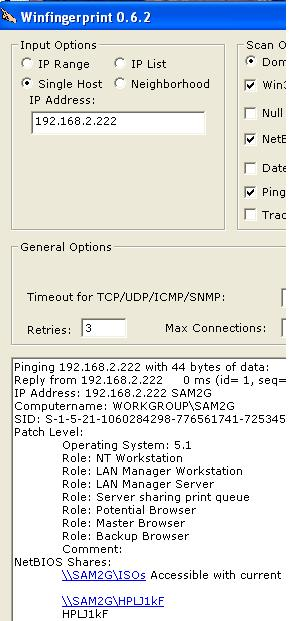 Winfingerprint 0.6.2
Input Options
IP Range
IP List
Single Host
Neighborhood
IP Address:
192.168.2.222
Scan O
Dom
Win3
Null
NetB
Date
Ping
Trac
General Options
Timeout for TCP/UDP/ICMP/SNMP:
Retries: 3 Max Connections:
Pinging 192.168.2.222 with 44 bytes of data:
Reply from 192.168.2.222 0 ms (id= 1, seq=
IP Address: 192.168.2.222 SAM2G
Computername: WORKGROUP\SAM2G
SID: S-1-5-21-1060284298-776561741-725345
Patch Level:
Operating System: 5.1
Role: NT Workstation
Role: LAN Manager Workstation
Role: LAN Manager Server
Role: Server sharing print queue
Role: Potential Browser
Role: Master Browser
Role: Backup Browser
Comment:
NetBIOS Shares:
\\SAM2G\ISOs Accessible with current
\\SAM2G\HPLJ1kF
HPLJ1kF